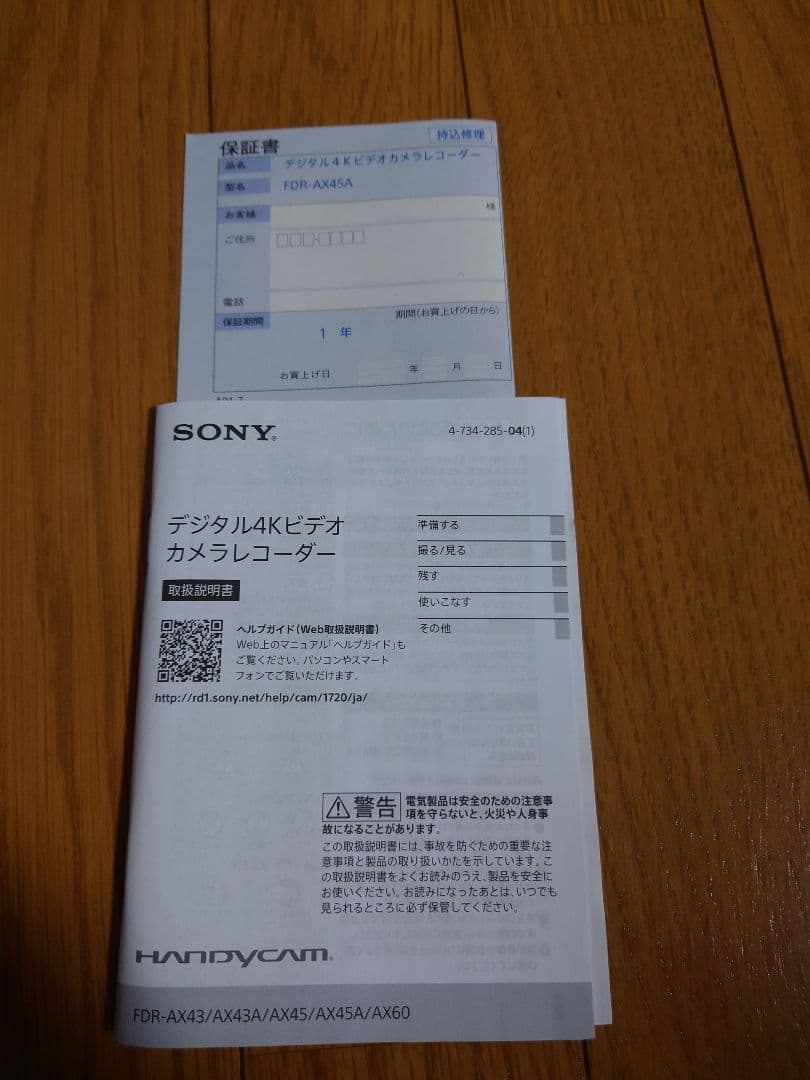 保証書
持込修理
品名 デジタル4Kビデオカメラレコーダー
型名 FDR-AX45A
お客様 様
ご住所
電話
保証期間 期間(お買上げの日から)
1 年
お買上げ日 年 月 日
SONY®
4-734-285-04(1)
デジタル4Kビデオ
カメラレコーダー
取扱説明書
準備する
撮る/見る
残す
使いこなす
その他
ヘルプガイド(Web取扱説明書)
Web上のマニュアル「ヘルプガイド」も
ご覧ください。パソコンやスマート
フォンでご覧いただけます。
http://rd1.sony.net/help/cam/1720/ja/
警告 電気製品は安全のための注意事
項を守らないと、火災や人身事
故になることがあります。
この取扱説明書には、事故を防ぐための重要な注
意事項と製品の取り扱いかたを示しています。こ
の取扱説明書をよくお読みのうえ、製品を安全に
お使いください。お読みになったあとは、いつでも
見られるところに必ず保管してください。
HANDYCAM®
FDR-AX43/AX43A/AX45/AX45A/AX60